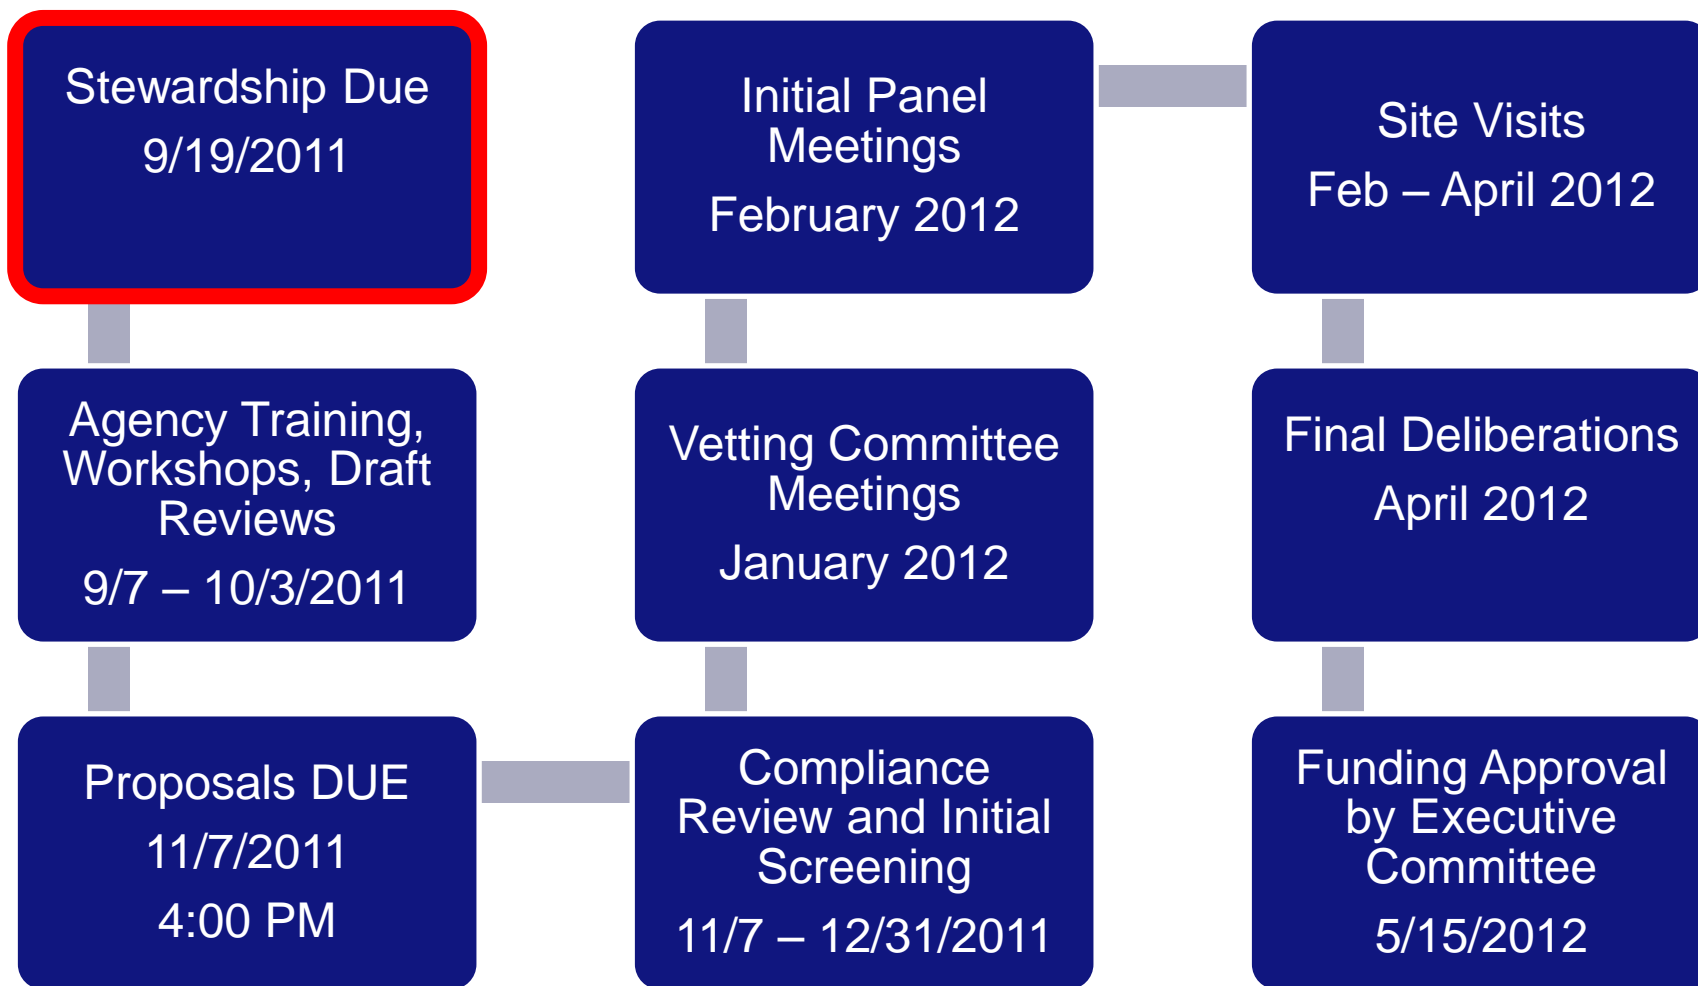 Stewardship Due
9/19/2011
Agency Training,
Workshops, Draft
Reviews
9/7 – 10/3/2011
Proposals DUE
11/7/2011
4:00 PM
Compliance
Review and Initial
Screening
11/7 – 12/31/2011
Vetting Committee
Meetings
January 2012
Initial Panel
Meetings
February 2012
Site Visits
Feb – April 2012
Final Deliberations
April 2012
Funding Approval
by Executive
Committee
5/15/2012